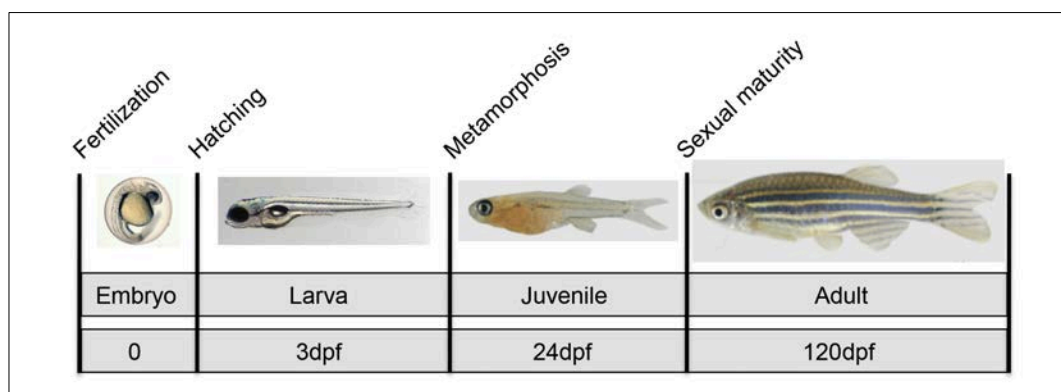 Fertilization
Hatching
Metamorphosis
Sexual maturity
Embryo Larva Juvenile Adult
0 3dpf 24dpf 120dpf